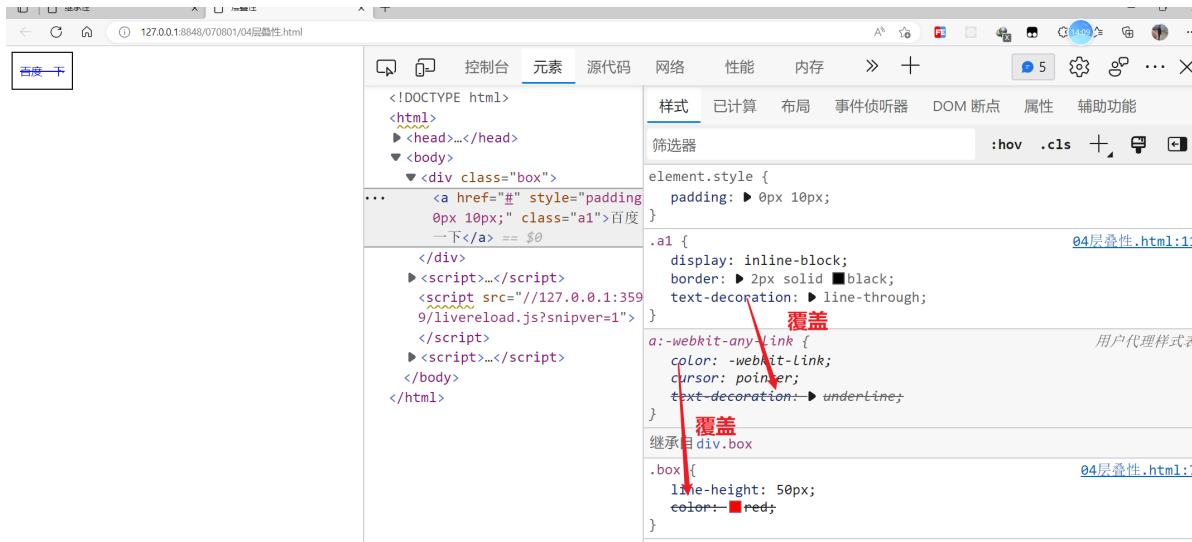 层叠性
127.0.0.1:8848/070801/04层叠性.html
14:09
百度一下
控制台 元素 源代码 网络 性能 内存 5
<!DOCTYPE html>
<html>
<head>…</head>
<body>
<div class="box">
<a href="#" style="padding
0px 10px;" class="a1">百度
一下</a> == $0
</div>
<script>…</script>
<script src="//127.0.0.1:359
9/livereload.js?snipver=1">
</script>
<script>…</script>
</body>
</html>
样式 已计算 布局 事件侦听器 DOM 断点 属性 辅助功能
筛选器 :hov .cls
element.style {
padding: 0px 10px;
}
.a1 { 04层叠性.html:11
display: inline-block;
border: 2px solid black;
text-decoration: line-through;
}
覆盖
a:-webkit-any-link { 用户代理样式表
color: -webkit-link;
cursor: pointer;
text-decoration: underline;
}
覆盖
继承自 div.box
.box { 04层叠性.html:7
line-height: 50px;
color: red;
}